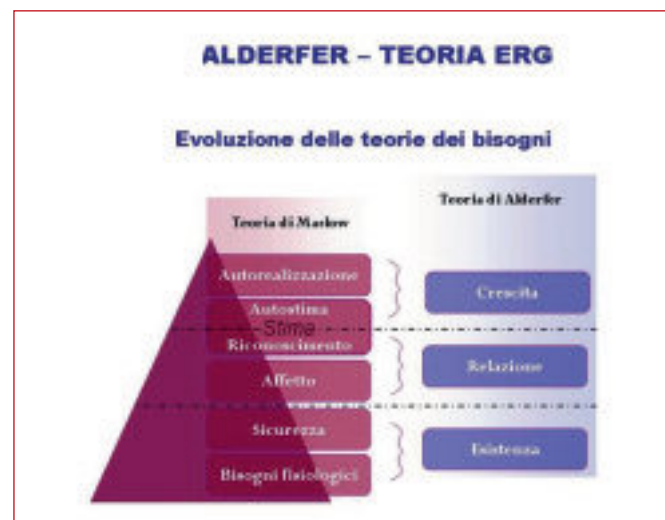 ALDERFER – TEORIA ERG
Evoluzione delle teorie dei bisogni
Teoria di Maslow
Teoria di Alderfer
Autorealizzazione
Autostima
Stima
Riconoscimento
Affetto
Sicurezza
Bisogni fisiologici
Crescita
Relazione
Esistenza